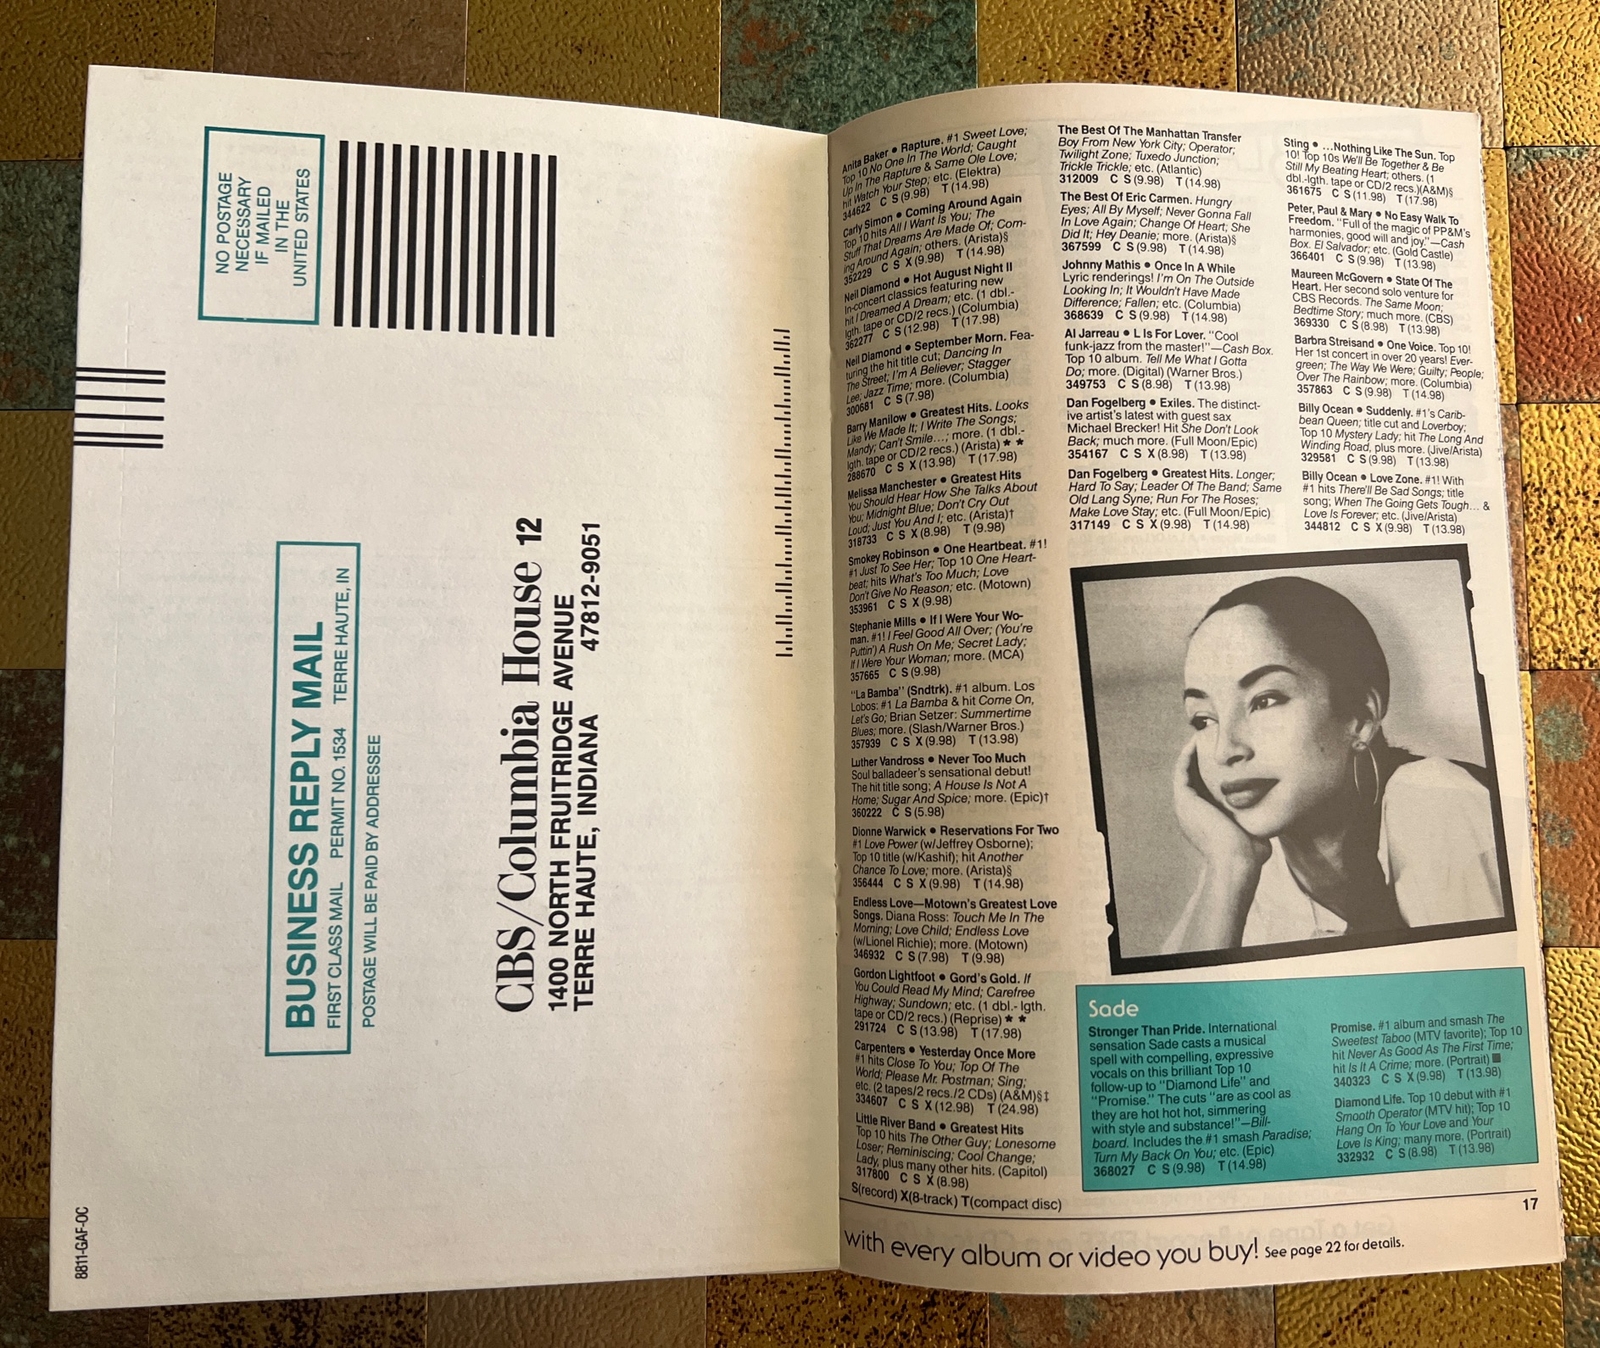 NO POSTAGE
NECESSARY
IF MAILED
IN THE
UNITED STATES
BUSINESS REPLY MAIL
FIRST CLASS MAIL PERMIT NO. 1534 TERRE HAUTE, IN
POSTAGE WILL BE PAID BY ADDRESSEE
CBS/Columbia House 12
1400 NORTH FRUITRIDGE AVENUE
TERRE HAUTE, INDIANA 47812-9051
8811-GAF-OC
Anita Baker • Rapture. #1 Sweet Love;
Top 10 No One In The World; Caught
Up In The Rapture & Same Ole Love;
hit Watch Your Step; etc. (Elektra)
344622 C S (9.98) T (14.98)
Carly Simon • Coming Around Again
Top 10 hits All I Want Is You; The
Stuff That Dreams Are Made Of; Com-
ing Around Again; others. (Arista)§
352229 C S X (9.98) T (14.98)
Neil Diamond • Hot August Night II
In-concert classics featuring new
hit I Dreamed A Dream; etc. (1 dbl.-
lgth. tape or CD/2 recs.) (Columbia)
362277 C S (12.98) T (17.98)
Neil Diamond • September Morn. Fea-
turing the hit title cut; Dancing In
The Street; I'm A Believer; Stagger
Lee; Jazz Time; more. (Columbia)
300681 C S (7.98)
Barry Manilow • Greatest Hits. Looks
Like We Made It; I Write The Songs;
Mandy; Can't Smile...; more. (1 dbl.-
lgth. tape or CD/2 recs.) (Arista) ★ ★
288670 C S X (13.98) T (17.98)
Melissa Manchester • Greatest Hits
You Should Hear How She Talks About
You; Midnight Blue; Don't Cry Out
Loud; Just You And I; etc. (Arista)†
318733 C S X (8.98) T (9.98)
Smokey Robinson • One Heartbeat. #1!
#1 Just To See Her; Top 10 One Heart-
beat; hits What's Too Much; Love
Don't Give No Reason; etc. (Motown)
353961 C S X (9.98)
Stephanie Mills • If I Were Your Wo-
man. #1! I Feel Good All Over; (You're
Puttin') A Rush On Me; Secret Lady;
If I Were Your Woman; more. (MCA)
357665 C S (9.98)
"La Bamba" (Sndtrk). #1 album. Los
Lobos: #1 La Bamba & hit Come On,
Let's Go; Brian Setzer: Summertime
Blues; more. (Slash/Warner Bros.)
357939 C S X (9.98) T (13.98)
Luther Vandross • Never Too Much
Soul balladeer's sensational debut!
The hit title song; A House Is Not A
Home; Sugar And Spice; more. (Epic)†
360222 C S (5.98)
Dionne Warwick • Reservations For Two
#1 Love Power (w/Jeffrey Osborne);
Top 10 title (w/Kashif); hit Another
Chance To Love; more. (Arista)§
356444 C S X (9.98) T (14.98)
Endless Love—Motown's Greatest Love
Songs. Diana Ross: Touch Me In The
Morning; Love Child; Endless Love
(w/Lionel Richie); more. (Motown)
346932 C S (7.98) T (9.98)
Gordon Lightfoot • Gord's Gold. If
You Could Read My Mind; Carefree
Highway; Sundown; etc. (1 dbl.- lgth.
tape or CD/2 recs.) (Reprise) ★ ★
291724 C S (13.98) T (17.98)
Carpenters • Yesterday Once More
#1 hits Close To You; Top Of The
World; Please Mr. Postman; Sing;
etc. (2 tapes/2 recs./2 CDs) (A&M)§‡
334607 C S X (12.98) T (24.98)
Little River Band • Greatest Hits
Top 10 hits The Other Guy; Lonesome
Loser; Reminiscing; Cool Change;
Lady, plus many other hits. (Capitol)
317800 C S X (8.98)
The Best Of The Manhattan Transfer
Boy From New York City; Operator;
Twilight Zone; Tuxedo Junction;
Trickle Trickle; etc. (Atlantic)
312009 C S (9.98) T (14.98)
The Best Of Eric Carmen. Hungry
Eyes; All By Myself; Never Gonna Fall
In Love Again; Change Of Heart; She
Did It; Hey Deanie; more. (Arista)§
367599 C S (9.98) T (14.98)
Johnny Mathis • Once In A While
Lyric renderings! I'm On The Outside
Looking In; It Wouldn't Have Made
Difference; Fallen; etc. (Columbia)
368639 C S (9.98) T (14.98)
Al Jarreau • L Is For Lover. "Cool
funk-jazz from the master!"—Cash Box.
Top 10 album. Tell Me What I Gotta
Do; more. (Digital) (Warner Bros.)
349753 C S (8.98) T (13.98)
Dan Fogelberg • Exiles. The distinct-
ive artist's latest with guest sax
Michael Brecker! Hit She Don't Look
Back; much more. (Full Moon/Epic)
354167 C S X (8.98) T (13.98)
Dan Fogelberg • Greatest Hits. Longer;
Hard To Say; Leader Of The Band; Same
Old Lang Syne; Run For The Roses;
Make Love Stay; etc. (Full Moon/Epic)
317149 C S X (9.98) T (14.98)
Sting • ...Nothing Like The Sun. Top
10! Top 10s We'll Be Together & Be
Still My Beating Heart; others. (1
dbl.-lgth. tape or CD/2 recs.)(A&M)§
361675 C S (11.98) T (17.98)
Peter, Paul & Mary • No Easy Walk To
Freedom. "Full of the magic of PP&M's
harmonies, good will and joy."—Cash
Box. El Salvador; etc. (Gold Castle)
366401 C S (9.98) T (13.98)
Maureen McGovern • State Of The
Heart. Her second solo venture for
CBS Records. The Same Moon;
Bedtime Story; much more. (CBS)
369330 C S (8.98) T (13.98)
Barbra Streisand • One Voice. Top 10!
Her 1st concert in over 20 years! Ever-
green; The Way We Were; Guilty; People;
Over The Rainbow; more. (Columbia)
357863 C S (9.98) T (14.98)
Billy Ocean • Suddenly. #1's Carib-
bean Queen; title cut and Loverboy;
Top 10 Mystery Lady; hit The Long And
Winding Road, plus more. (Jive/Arista)
329581 C S (9.98) T (13.98)
Billy Ocean • Love Zone. #1! With
#1 hits There'll Be Sad Songs; title
song; When The Going Gets Tough... &
Love Is Forever; etc. (Jive/Arista)
344812 C S X (9.98) T (13.98)
Sade
Stronger Than Pride. International
sensation Sade casts a musical
spell with compelling, expressive
vocals on this brilliant Top 10
follow-up to "Diamond Life" and
"Promise." The cuts "are as cool as
they are hot hot hot, simmering
with style and substance!"—Bill-
board. Includes the #1 smash Paradise;
Turn My Back On You; etc. (Epic)
368027 C S (9.98) T (14.98)
Promise. #1 album and smash The
Sweetest Taboo (MTV favorite); Top 10
hit Never As Good As The First Time;
hit Is It A Crime; more. (Portrait) ■
340323 C S X (9.98) T (13.98)
Diamond Life. Top 10 debut with #1
Smooth Operator (MTV hit); Top 10
Hang On To Your Love and Your
Love Is King; many more. (Portrait)
332932 C S (8.98) T (13.98)
S(record) X(8-track) T(compact disc)
17
with every album or video you buy! See page 22 for details.